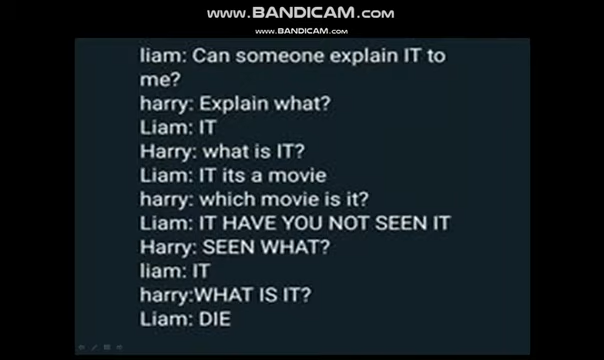 WWW.BANDICAM.COM
WWW.BANDICAM.COM
liam: Can someone explain IT to
me?
harry: Explain what?
Liam: IT
Harry: what is IT?
Liam: IT its a movie
harry: which movie is it?
Liam: IT HAVE YOU NOT SEEN IT
Harry: SEEN WHAT?
liam: IT
harry:WHAT IS IT?
Liam: DIE